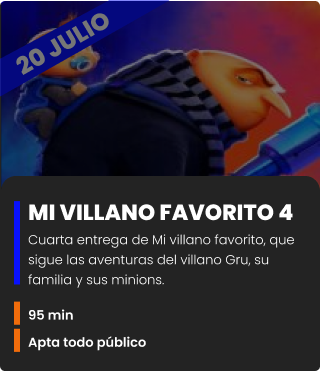 20 JULIO
MI VILLANO FAVORITO 4
Cuarta entrega de Mi villano favorito, que
sigue las aventuras del villano Gru, su
familia y sus minions.
95 min
Apta todo público